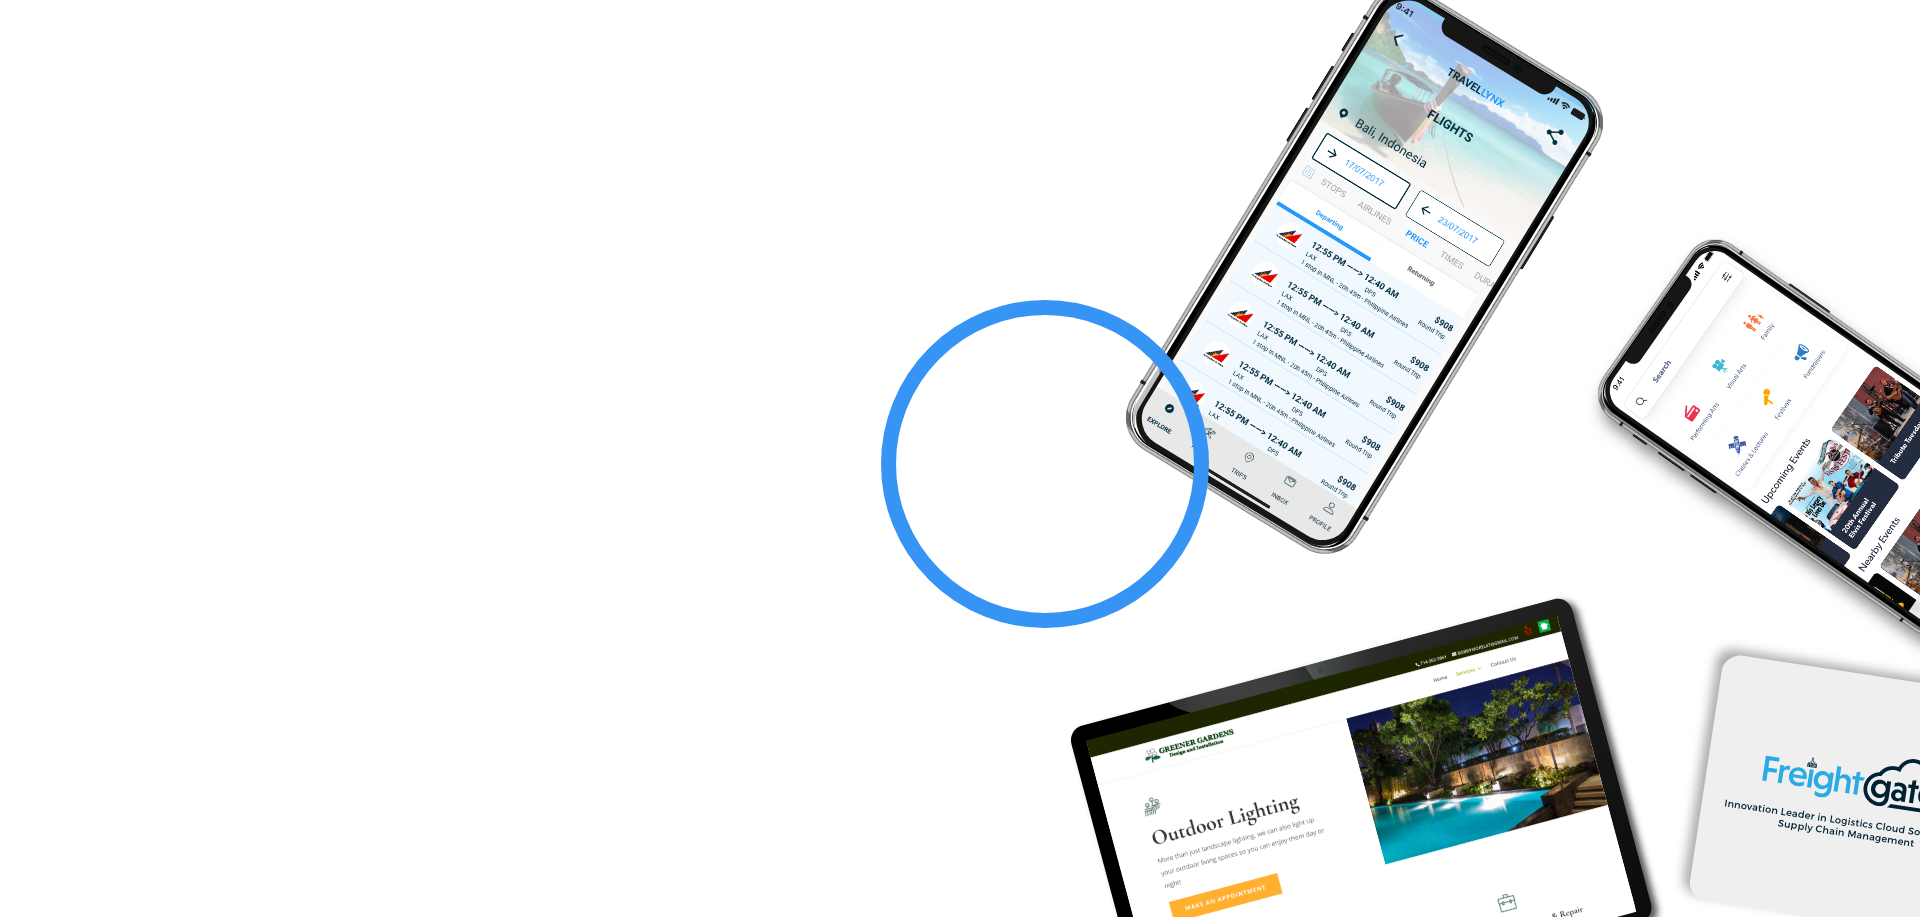 9:41
TRAVELLYNX
FLIGHTS
Bali, Indonesia
17/07/2017
23/07/2017
STOPS
AIRLINES
PRICE
TIMES
DURA
Departing
Returning
12:55 PM ---> 12:40 AM
LAX
DPS
1 stop in MNL - 20h 45m - Philippine Airlines
$908
Round Trip
12:55 PM ---> 12:40 AM
LAX
DPS
1 stop in MNL - 20h 45m - Philippine Airlines
$908
Round Trip
12:55 PM ---> 12:40 AM
LAX
DPS
1 stop in MNL - 20h 45m - Philippine Airlines
$908
Round Trip
12:55 PM ---> 12:40 AM
LAX
DPS
1 stop in MNL - 20h 45m - Philippine Airlines
$908
Round Trip
12:55 PM ---> 12:40 AM
LAX
DPS
$908
Round Trip
EXPLORE
TRIPS
INBOX
PROFILE
9:41
Search
Family
Visual Arts
Fundraisers
Performing Arts
Festivals
Classes & Lectures
Upcoming Events
Tribute Tuesda
20th Annual
Elvis Festival
Nearby Events
Home
Services
Contact Us
GREENER GARDENS
Design and Installation
Outdoor Lighting
More than just landscape lighting, we can also light up
your outdoor living spaces so you can enjoy them day or
night!
MAKE AN APPOINTMENT
& Repair
Freightgate
Innovation Leader in Logistics Cloud So
Supply Chain Management